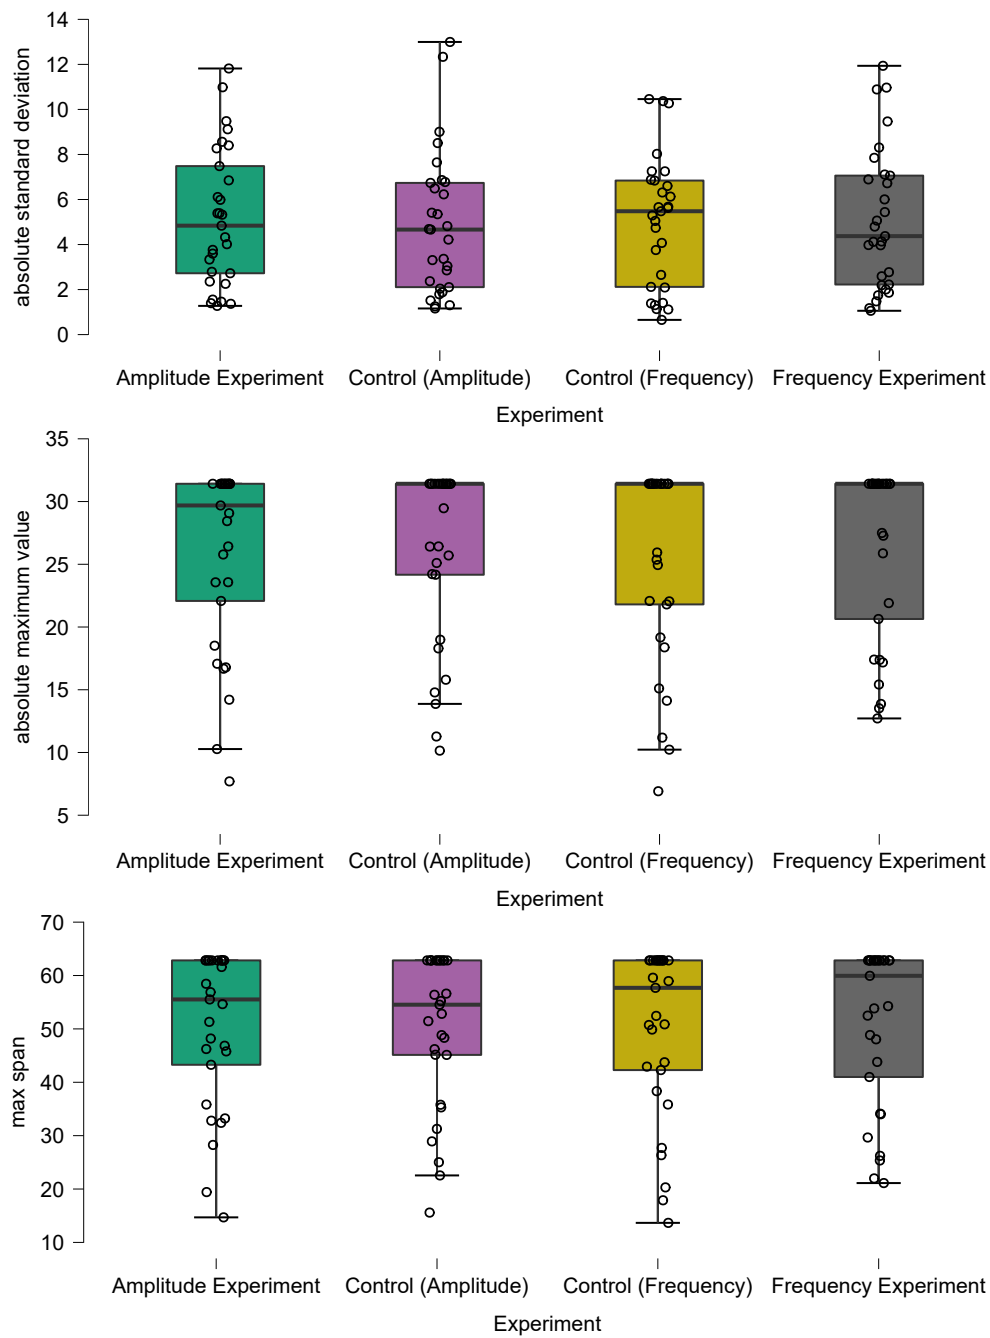 absolute standard deviation
14
12
10
8
6
4
2
0
Amplitude Experiment Control (Amplitude) Control (Frequency) Frequency Experiment
Experiment
absolute maximum value
35
30
25
20
15
10
5
Amplitude Experiment Control (Amplitude) Control (Frequency) Frequency Experiment
Experiment
max span
70
60
50
40
30
20
10
Amplitude Experiment Control (Amplitude) Control (Frequency) Frequency Experiment
Experiment